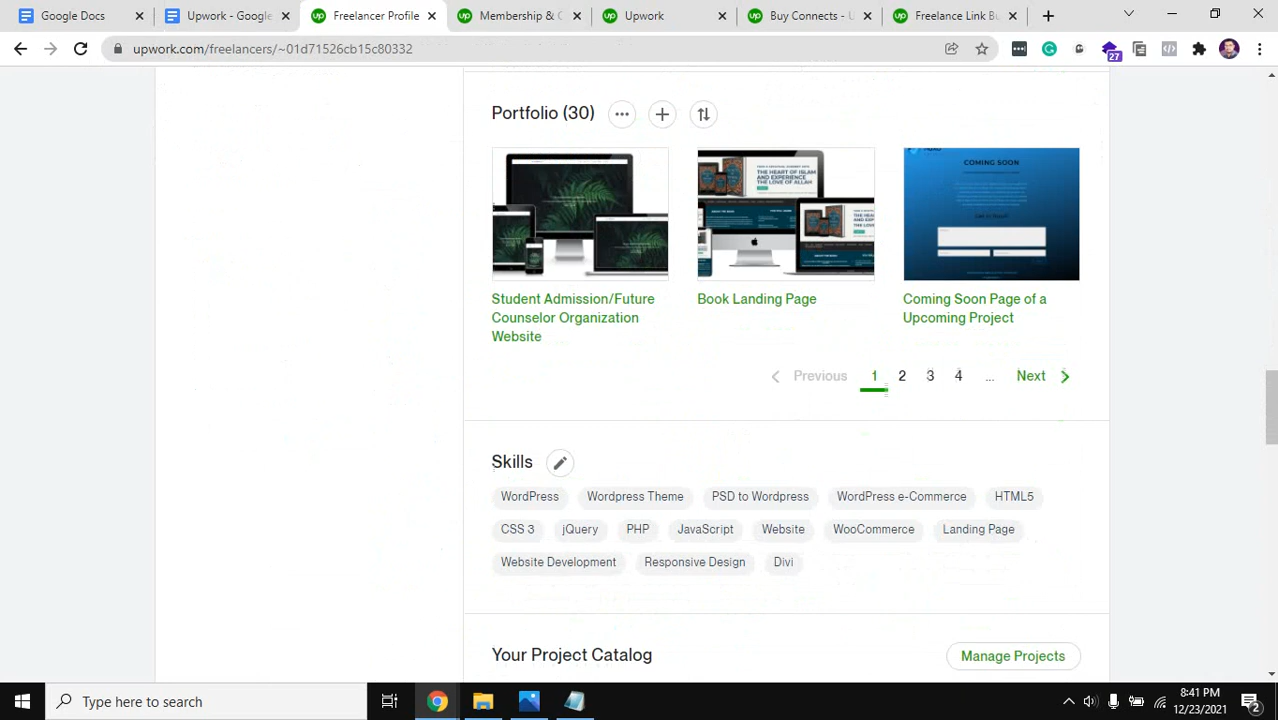 Google Docs
Upwork - Google
Freelancer Profile
Membership & C
Upwork
Buy Connects - U
Freelance Link Bu
upwork.com/freelancers/~01d71526cb15c80332
27
Portfolio (30)
COMING SOON
THE HEART OF ISLAM
AND EXPERIENCE
THE LOVE OF ALLAH
Student Admission/Future
Counselor Organization
Website
Book Landing Page
Coming Soon Page of a
Upcoming Project
Previous 1 2 3 4 ... Next
Skills
WordPress Wordpress Theme PSD to Wordpress WordPress e-Commerce HTML5
CSS 3 jQuery PHP JavaScript Website WooCommerce Landing Page
Website Development Responsive Design Divi
Your Project Catalog
Manage Projects
Type here to search
8:41 PM
12/23/2021
2